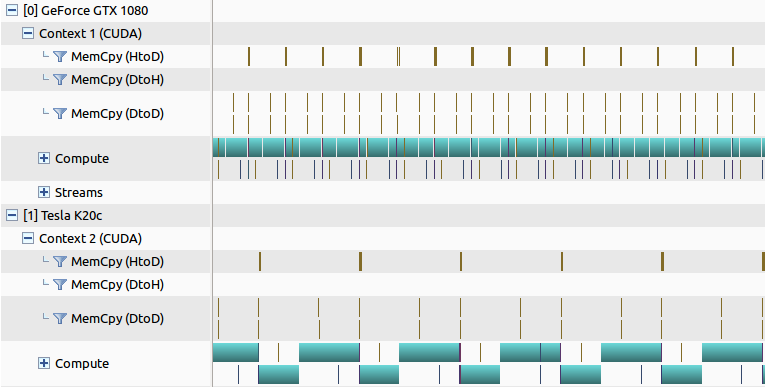 [0] GeForce GTX 1080
Context 1 (CUDA)
MemCpy (HtoD)
MemCpy (DtoH)
MemCpy (DtoD)
Compute
Streams
[1] Tesla K20c
Context 2 (CUDA)
MemCpy (HtoD)
MemCpy (DtoH)
MemCpy (DtoD)
Compute